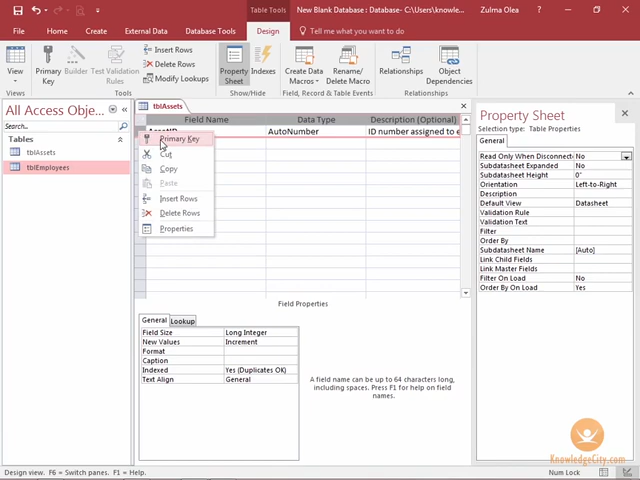 Table Tools
New Blank Database : Database- C:\Users\knowle...
Zulma Olea
File
Home
Create
External Data
Database Tools
Design
Tell me what you want to do
View
Primary Key
Builder
Test Validation Rules
Insert Rows
Delete Rows
Modify Lookups
Property Sheet
Indexes
Create Data Macros
Rename/ Delete Macro
Relationships
Object Dependencies
Views
Tools
Show/Hide
Field, Record & Table Events
Relationships
All Access Obje...
Search...
Tables
tblAssets
tblEmployees
tblAssets
Field Name
Data Type
Description (Optional)
AssetID
AutoNumber
ID number assigned to e
Primary Key
Cut
Copy
Paste
Insert Rows
Delete Rows
Properties
Field Properties
General
Lookup
Field Size Long Integer
New Values Increment
Format
Caption
Indexed Yes (Duplicates OK)
Text Align General
A field name can be up to 64 characters long,
including spaces. Press F1 for help on field
names.
Property Sheet
Selection type: Table Properties
General
Read Only When Disconnect No
Subdatasheet Expanded No
Subdatasheet Height 0"
Orientation Left-to-Right
Description
Default View Datasheet
Validation Rule
Validation Text
Filter
Order By
Subdatasheet Name [Auto]
Link Child Fields
Link Master Fields
Filter On Load No
Order By On Load Yes
KnowledgeCity.com
Design view. F6 = Switch panes. F1 = Help.
Num Lock